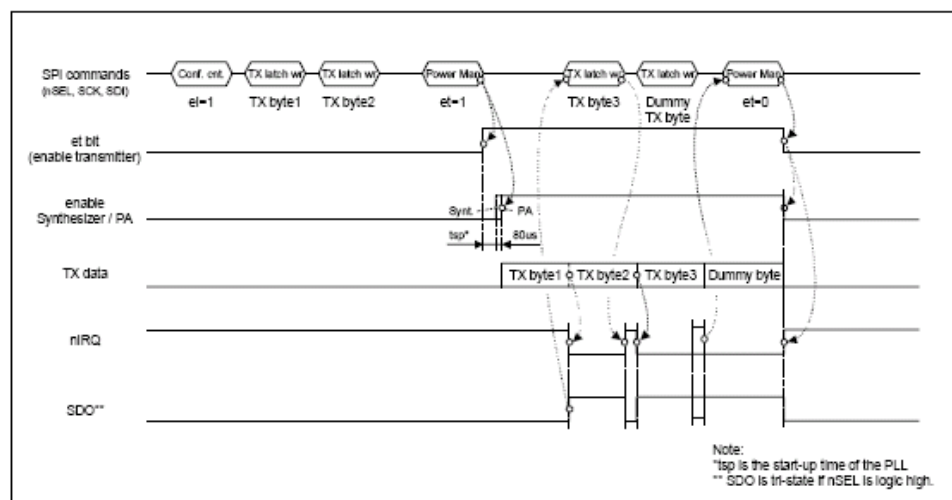 SPI commands
(nSEL, SCK, SDI)
Conf. cnt.
TX latch wr
TX latch wr
Power Man
TX latch wr
TX latch wr
Power Man
el=1
TX byte1
TX byte2
et=1
TX byte3
Dummy
TX byte
et=0
et bit
(enable transmitter)
enable
Synthesizer / PA
Synt.
PA
tsp*
80us
TX data
TX byte1
TX byte2
TX byte3
Dummy byte
nIRQ
SDO**
Note:
*tsp is the start-up time of the PLL
** SDO is tri-state if nSEL is logic high.